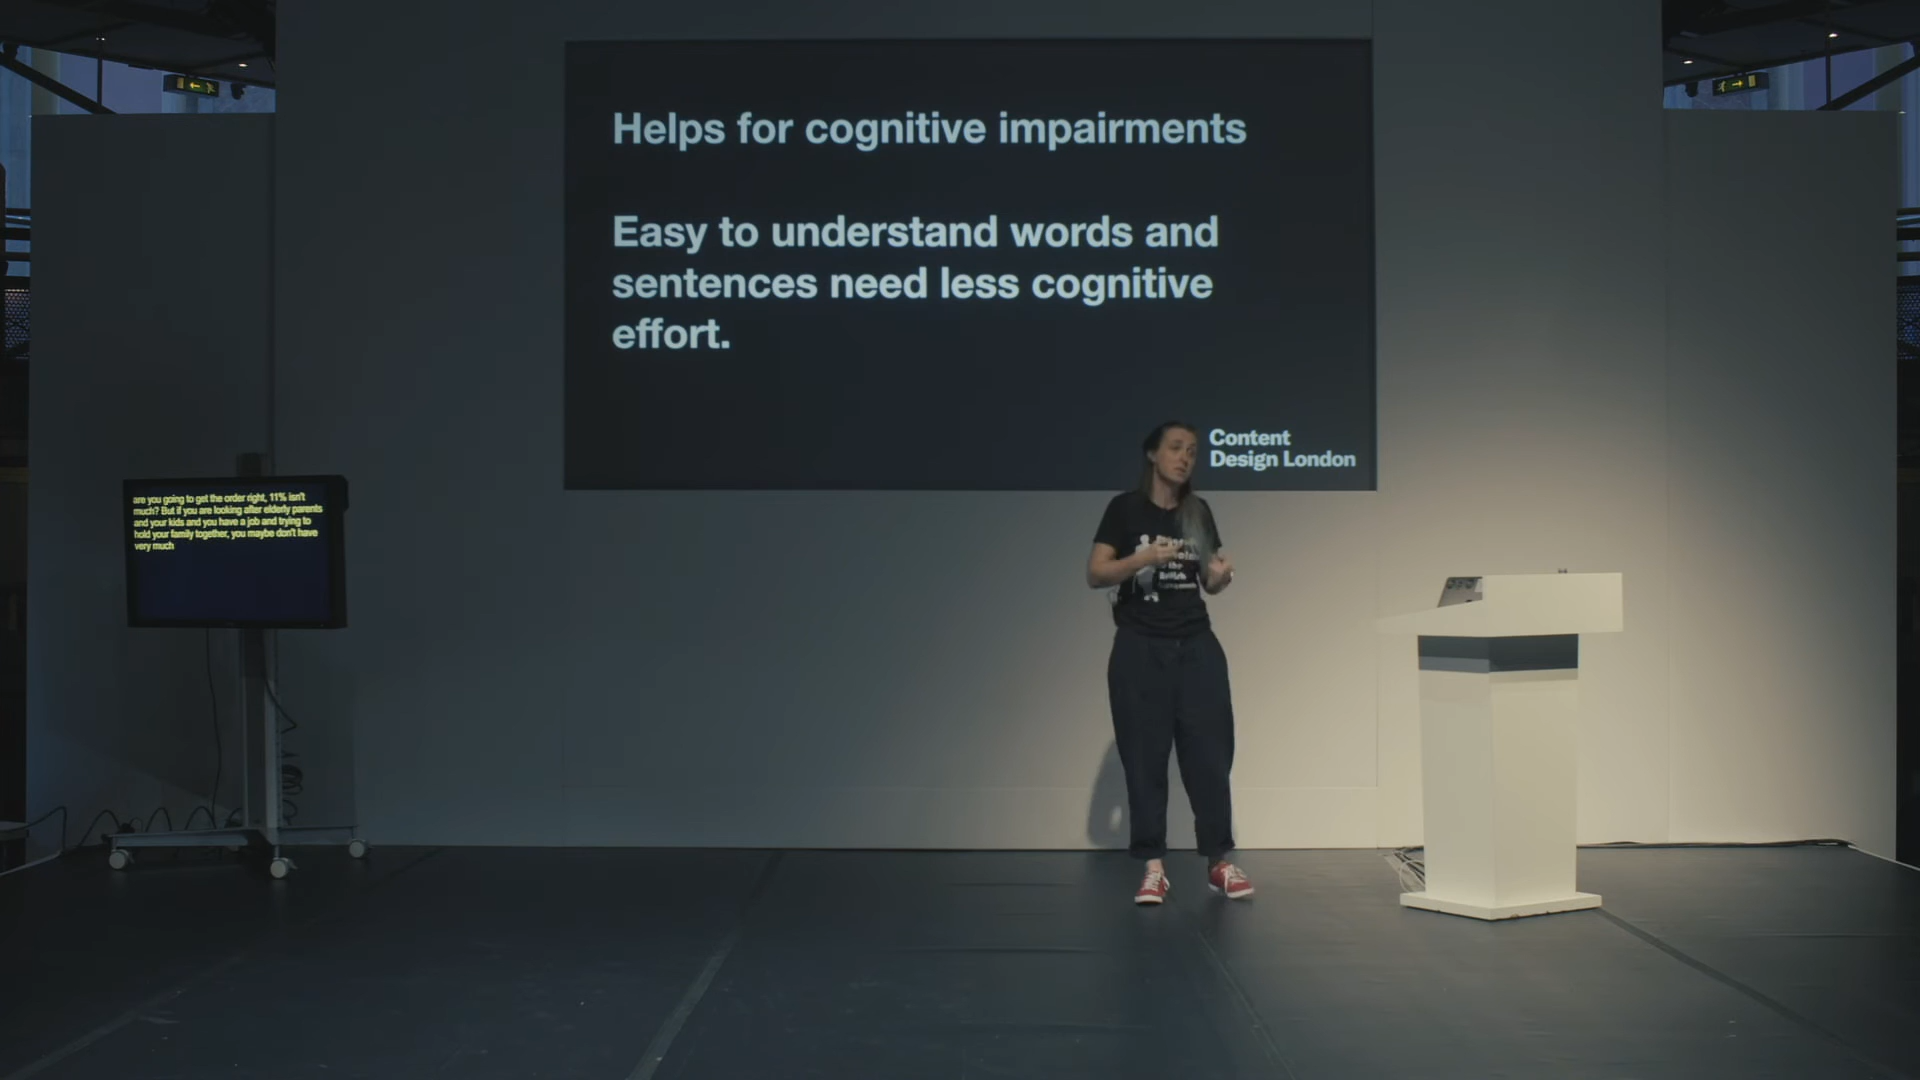 Helps for cognitive impairments
Easy to understand words and
sentences need less cognitive
effort.
Content
Design London
are you going to get the order right, 11% isn't
much? But if you are looking after elderly parents
and your kids and you have a job and trying to
hold your family together, you maybe don't have
very much